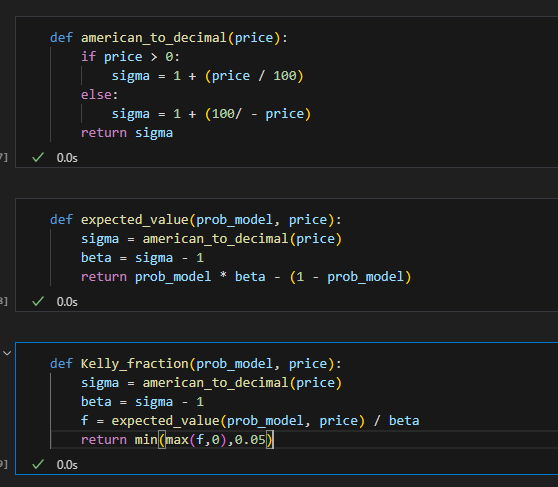 def american_to_decimal(price):
    if price > 0:
        sigma = 1 + (price / 100)
    else:
        sigma = 1 + (100/ - price)
    return sigma
7] ✓ 0.0s
def expected_value(prob_model, price):
    sigma = american_to_decimal(price)
    beta = sigma - 1
    return prob_model * beta - (1 - prob_model)
] ✓ 0.0s
def Kelly_fraction(prob_model, price):
    sigma = american_to_decimal(price)
    beta = sigma - 1
    f = expected_value(prob_model, price) / beta
    return min(max(f,0),0.05)
] ✓ 0.0s